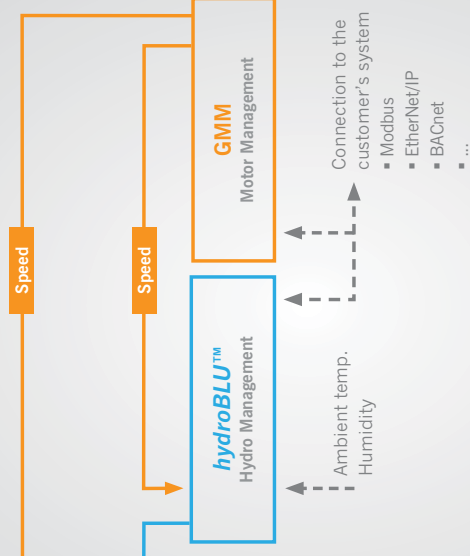 Speed
Speed
GMM
Motor Management
hydroBLU™
Hydro Management
Connection to the
customer's system
▪ Modbus
▪ EtherNet/IP
▪ BACnet
▪ ...
Ambient temp.
Humidity